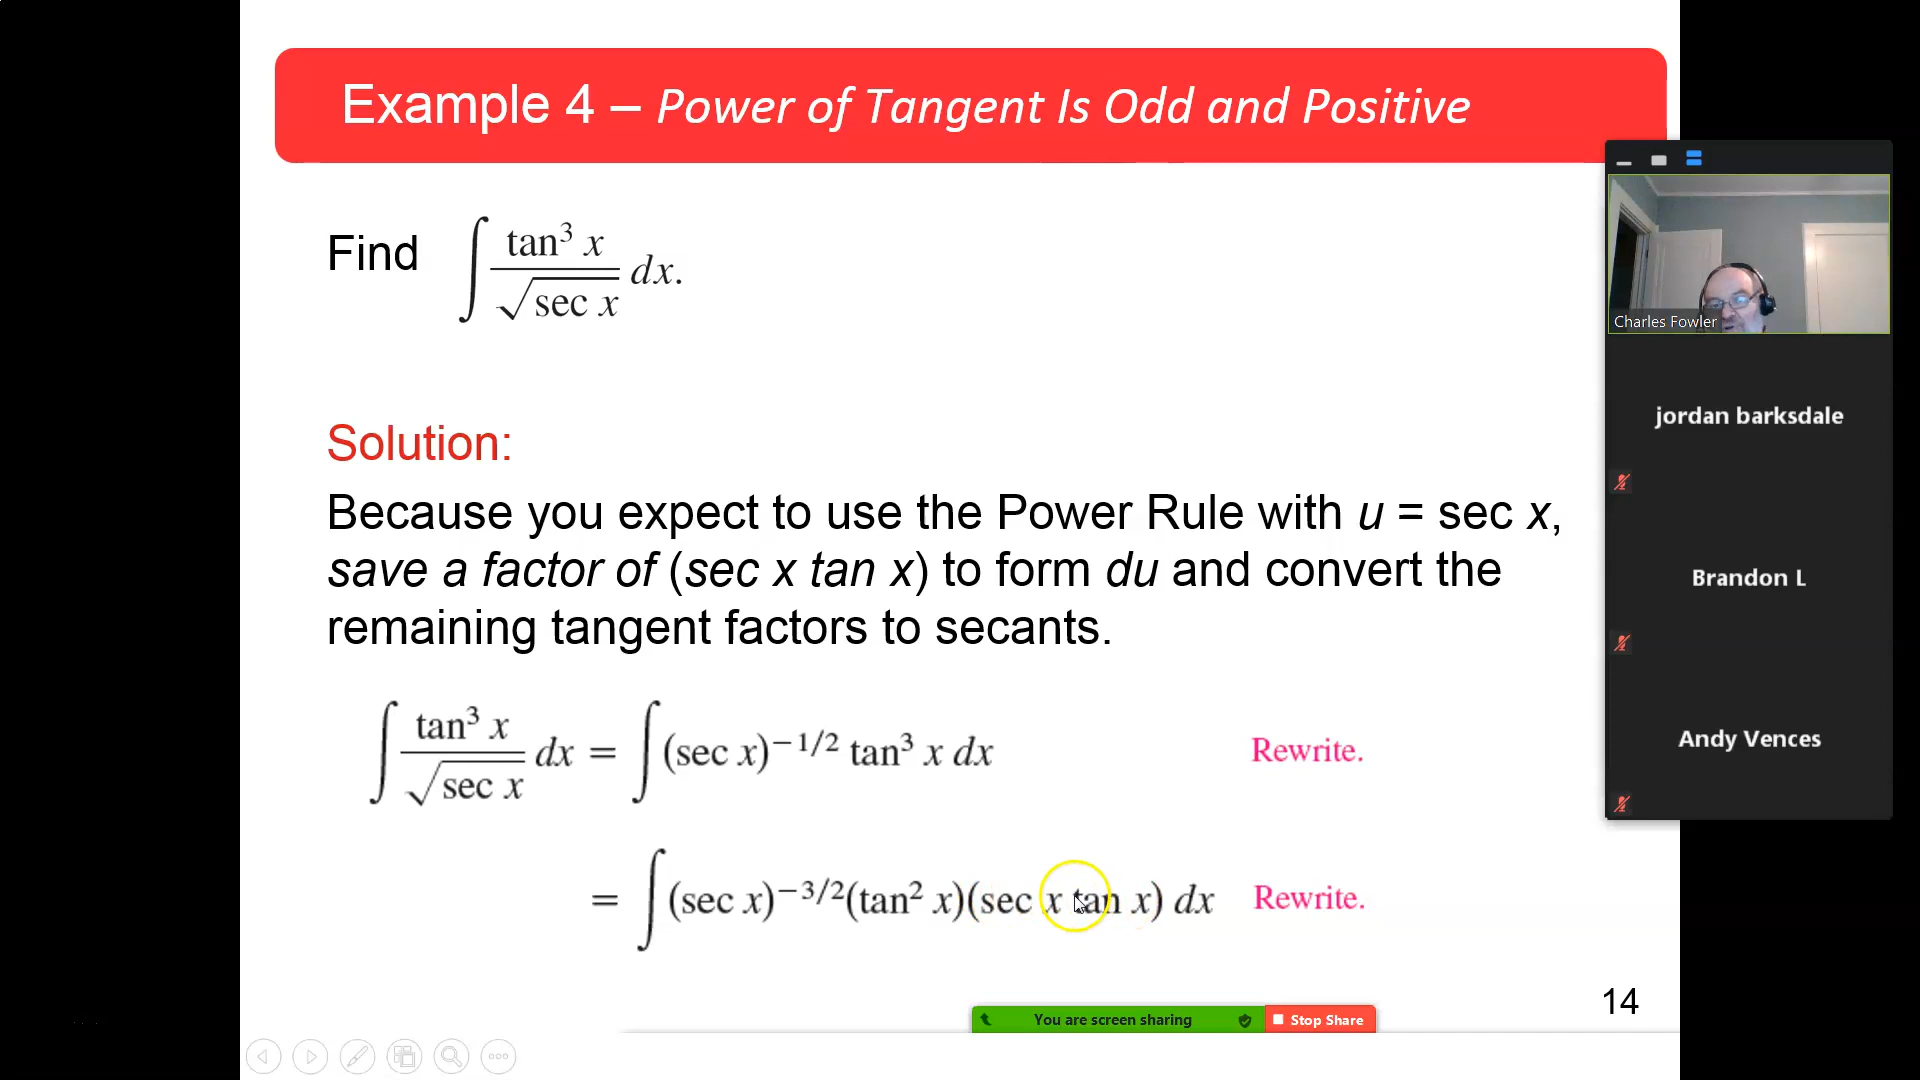 Example 4 – Power of Tangent Is Odd and Positive
Find ∫ tan³ x / √sec x dx.
Solution:
Because you expect to use the Power Rule with u = sec x,
save a factor of (sec x tan x) to form du and convert the
remaining tangent factors to secants.
∫ tan³ x / √sec x dx = ∫ (sec x)^−1/2 tan³ x dx Rewrite.
= ∫ (sec x)^−3/2 (tan² x)(sec x tan x) dx Rewrite.
14
You are screen sharing
Stop Share
Charles Fowler
jordan barksdale
Brandon L
Andy Vences